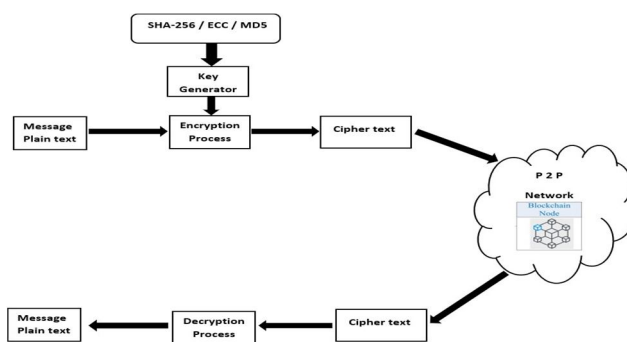 SHA-256 / ECC / MD5
Key
Generator
Message
Plain text
Encryption
Process
Cipher text
P 2 P
Network
Blockchain
Node
Message
Plain text
Decryption
Process
Cipher text